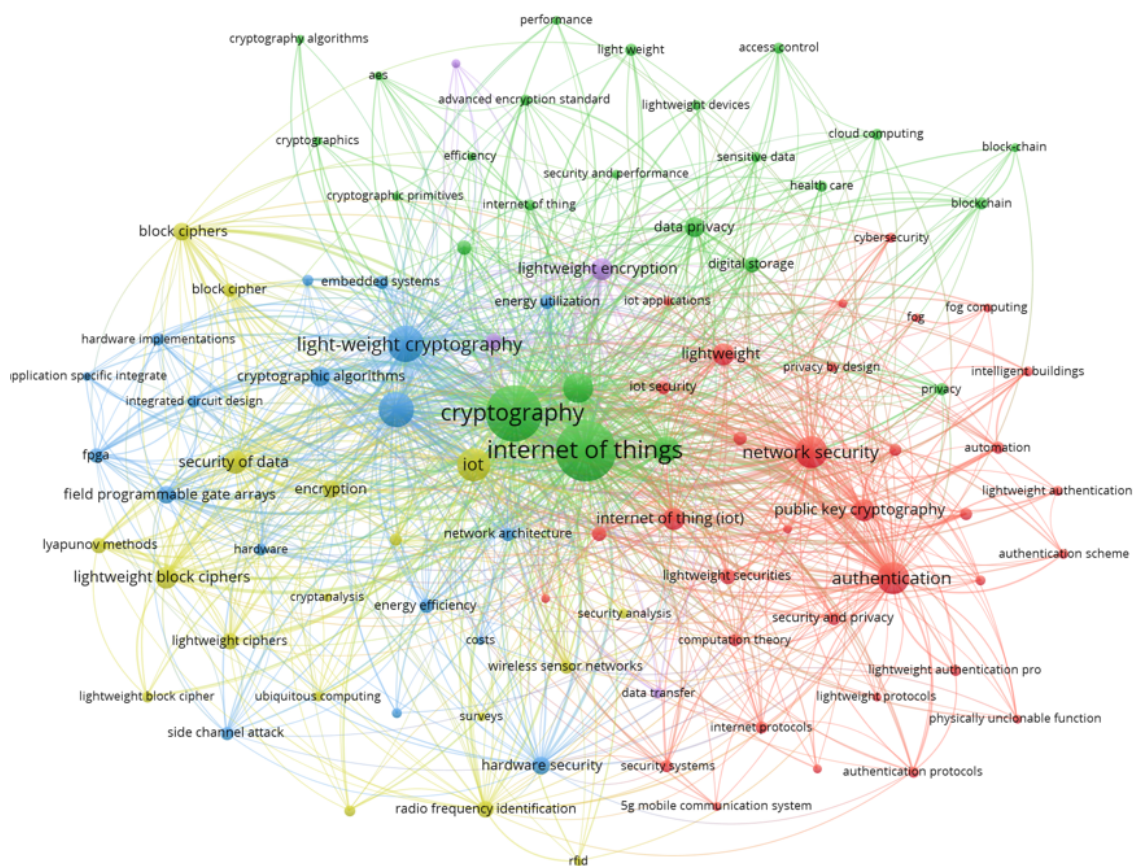 performance
cryptography algorithms
light weight
access control
aes
advanced encryption standard
lightweight devices
cryptographics
cloud computing
block-chain
efficiency
sensitive data
security and performance
health care
cryptographic primitives
internet of thing
blockchain
block ciphers
data privacy
cybersecurity
lightweight encryption
digital storage
embedded systems
block cipher
energy utilization
iot applications
fog computing
fog
hardware implementations
light-weight cryptography
lightweight
privacy by design
intelligent buildings
application specific integrate
cryptographic algorithms
iot security
privacy
integrated circuit design
cryptography
internet of things
network security
automation
fpga
security of data
iot
encryption
lightweight authentication
field programmable gate arrays
public key cryptography
internet of thing (iot)
network architecture
lyapunov methods
hardware
authentication scheme
lightweight block ciphers
lightweight securities
authentication
cryptanalysis
energy efficiency
security analysis
security and privacy
lightweight ciphers
costs
computation theory
wireless sensor networks
lightweight authentication pro
lightweight block cipher
ubiquitous computing
data transfer
lightweight protocols
surveys
physically unclonable function
side channel attack
internet protocols
hardware security
security systems
authentication protocols
radio frequency identification
5g mobile communication system
rfid